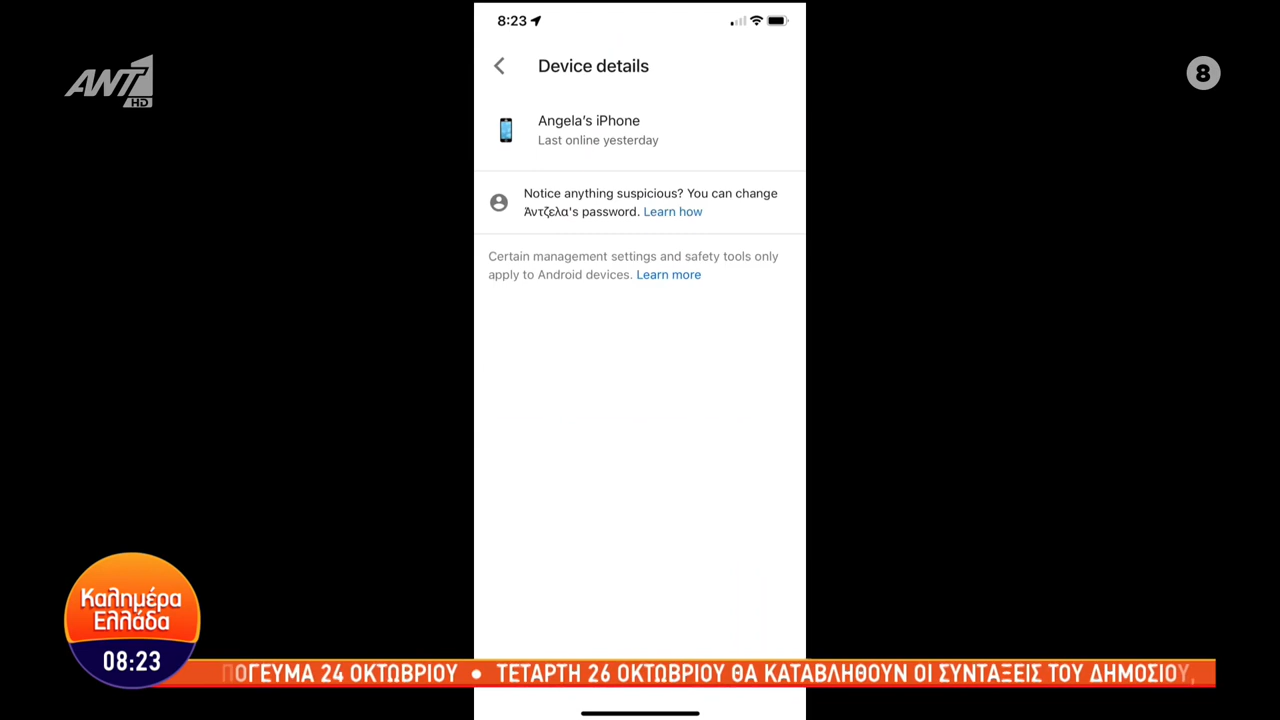 8:23
ANT1
HD
8
Device details
Angela's iPhone
Last online yesterday
Notice anything suspicious? You can change
Άντζελα's password. Learn how
Certain management settings and safety tools only
apply to Android devices. Learn more
Καλημέρα
Ελλάδα
08:23
ΠΟΓΕΥΜΑ 24 ΟΚΤΩΒΡΙΟΥ • ΤΕΤΑΡΤΗ 26 ΟΚΤΩΒΡΙΟΥ ΘΑ ΚΑΤΑΒΛΗΘΟΥΝ ΟΙ ΣΥΝΤΑΞΕΙΣ ΤΟΥ ΔΗΜΟΣΙΟΥ,